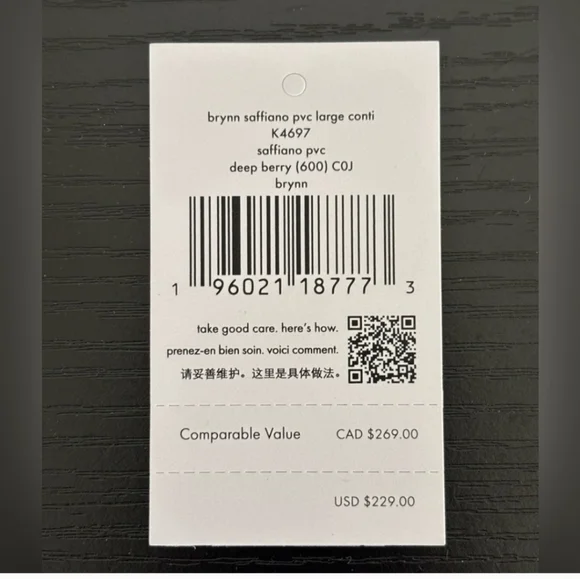 brynn saffiano pvc large conti
K4697
saffiano pvc
deep berry (600) C0J
brynn
1 96021 18777 3
take good care. here's how.
prenez-en bien soin. voici comment.
请妥善维护。这里是具体做法。
Comparable Value CAD $269.00
USD $229.00